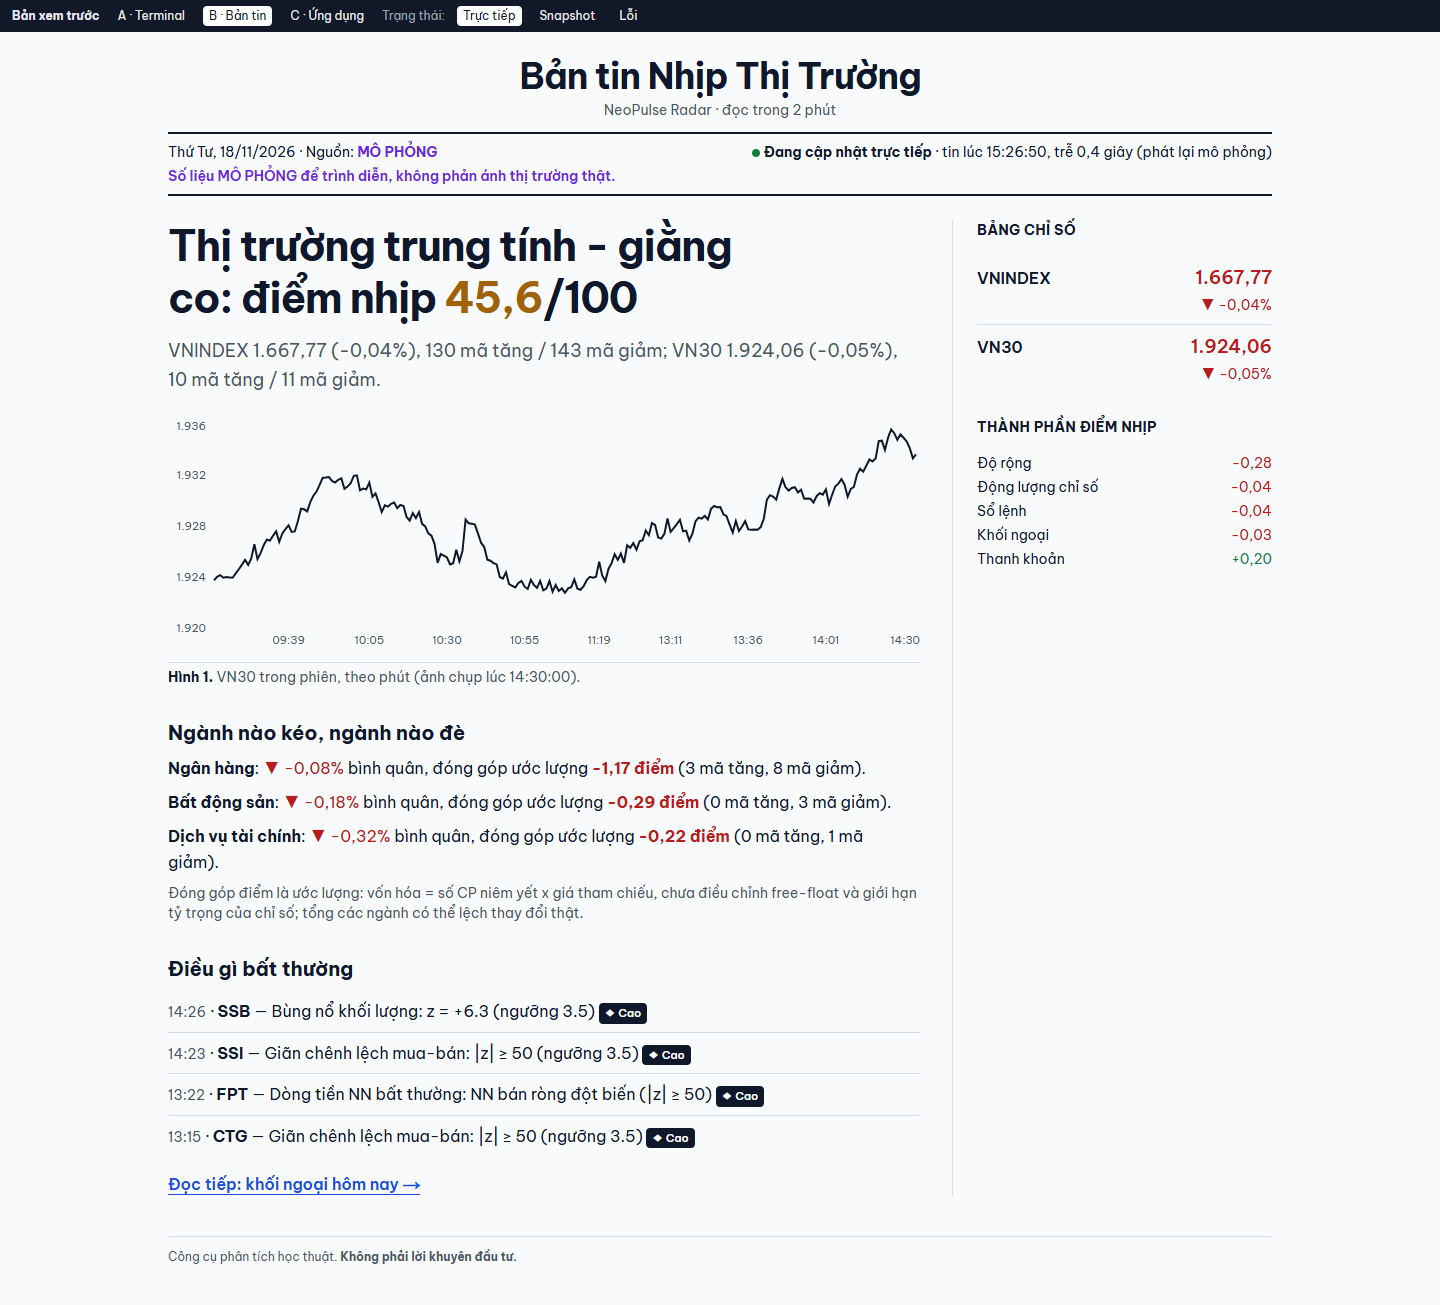 Bản xem trước A · Terminal B · Bản tin C · Ứng dụng Trạng thái: Trực tiếp Snapshot Lỗi
Bản tin Nhịp Thị Trường
NeoPulse Radar · đọc trong 2 phút
Thứ Tư, 18/11/2026 · Nguồn: MÔ PHỎNG
Số liệu MÔ PHỎNG để trình diễn, không phản ánh thị trường thật.
Đang cập nhật trực tiếp · tin lúc 15:26:50, trễ 0,4 giây (phát lại mô phỏng)
Thị trường trung tính - giằng
co: điểm nhịp 45,6/100
VNINDEX 1.667,77 (-0,04%), 130 mã tăng / 143 mã giảm; VN30 1.924,06 (-0,05%),
10 mã tăng / 11 mã giảm.
1.936
1.932
1.928
1.924
1.920
09:39 10:05 10:30 10:55 11:19 13:11 13:36 14:01 14:30
Hình 1. VN30 trong phiên, theo phút (ảnh chụp lúc 14:30:00).
Ngành nào kéo, ngành nào đè
Ngân hàng: ▼ -0,08% bình quân, đóng góp ước lượng -1,17 điểm (3 mã tăng, 8 mã giảm).
Bất động sản: ▼ -0,18% bình quân, đóng góp ước lượng -0,29 điểm (0 mã tăng, 3 mã giảm).
Dịch vụ tài chính: ▼ -0,32% bình quân, đóng góp ước lượng -0,22 điểm (0 mã tăng, 1 mã
giảm).
Đóng góp điểm là ước lượng: vốn hóa = số CP niêm yết x giá tham chiếu, chưa điều chỉnh free-float và giới hạn
tỷ trọng của chỉ số; tổng các ngành có thể lệch thay đổi thật.
Điều gì bất thường
14:26 · SSB — Bùng nổ khối lượng: z = +6.3 (ngưỡng 3.5) ◆ Cao
14:23 · SSI — Giãn chênh lệch mua-bán: |z| ≥ 50 (ngưỡng 3.5) ◆ Cao
13:22 · FPT — Dòng tiền NN bất thường: NN bán ròng đột biến (|z| ≥ 50) ◆ Cao
13:15 · CTG — Giãn chênh lệch mua-bán: |z| ≥ 50 (ngưỡng 3.5) ◆ Cao
Đọc tiếp: khối ngoại hôm nay →
BẢNG CHỈ SỐ
VNINDEX 1.667,77
▼ -0,04%
VN30 1.924,06
▼ -0,05%
THÀNH PHẦN ĐIỂM NHỊP
Độ rộng -0,28
Động lượng chỉ số -0,04
Sổ lệnh -0,04
Khối ngoại -0,03
Thanh khoản +0,20
Công cụ phân tích học thuật. Không phải lời khuyên đầu tư.